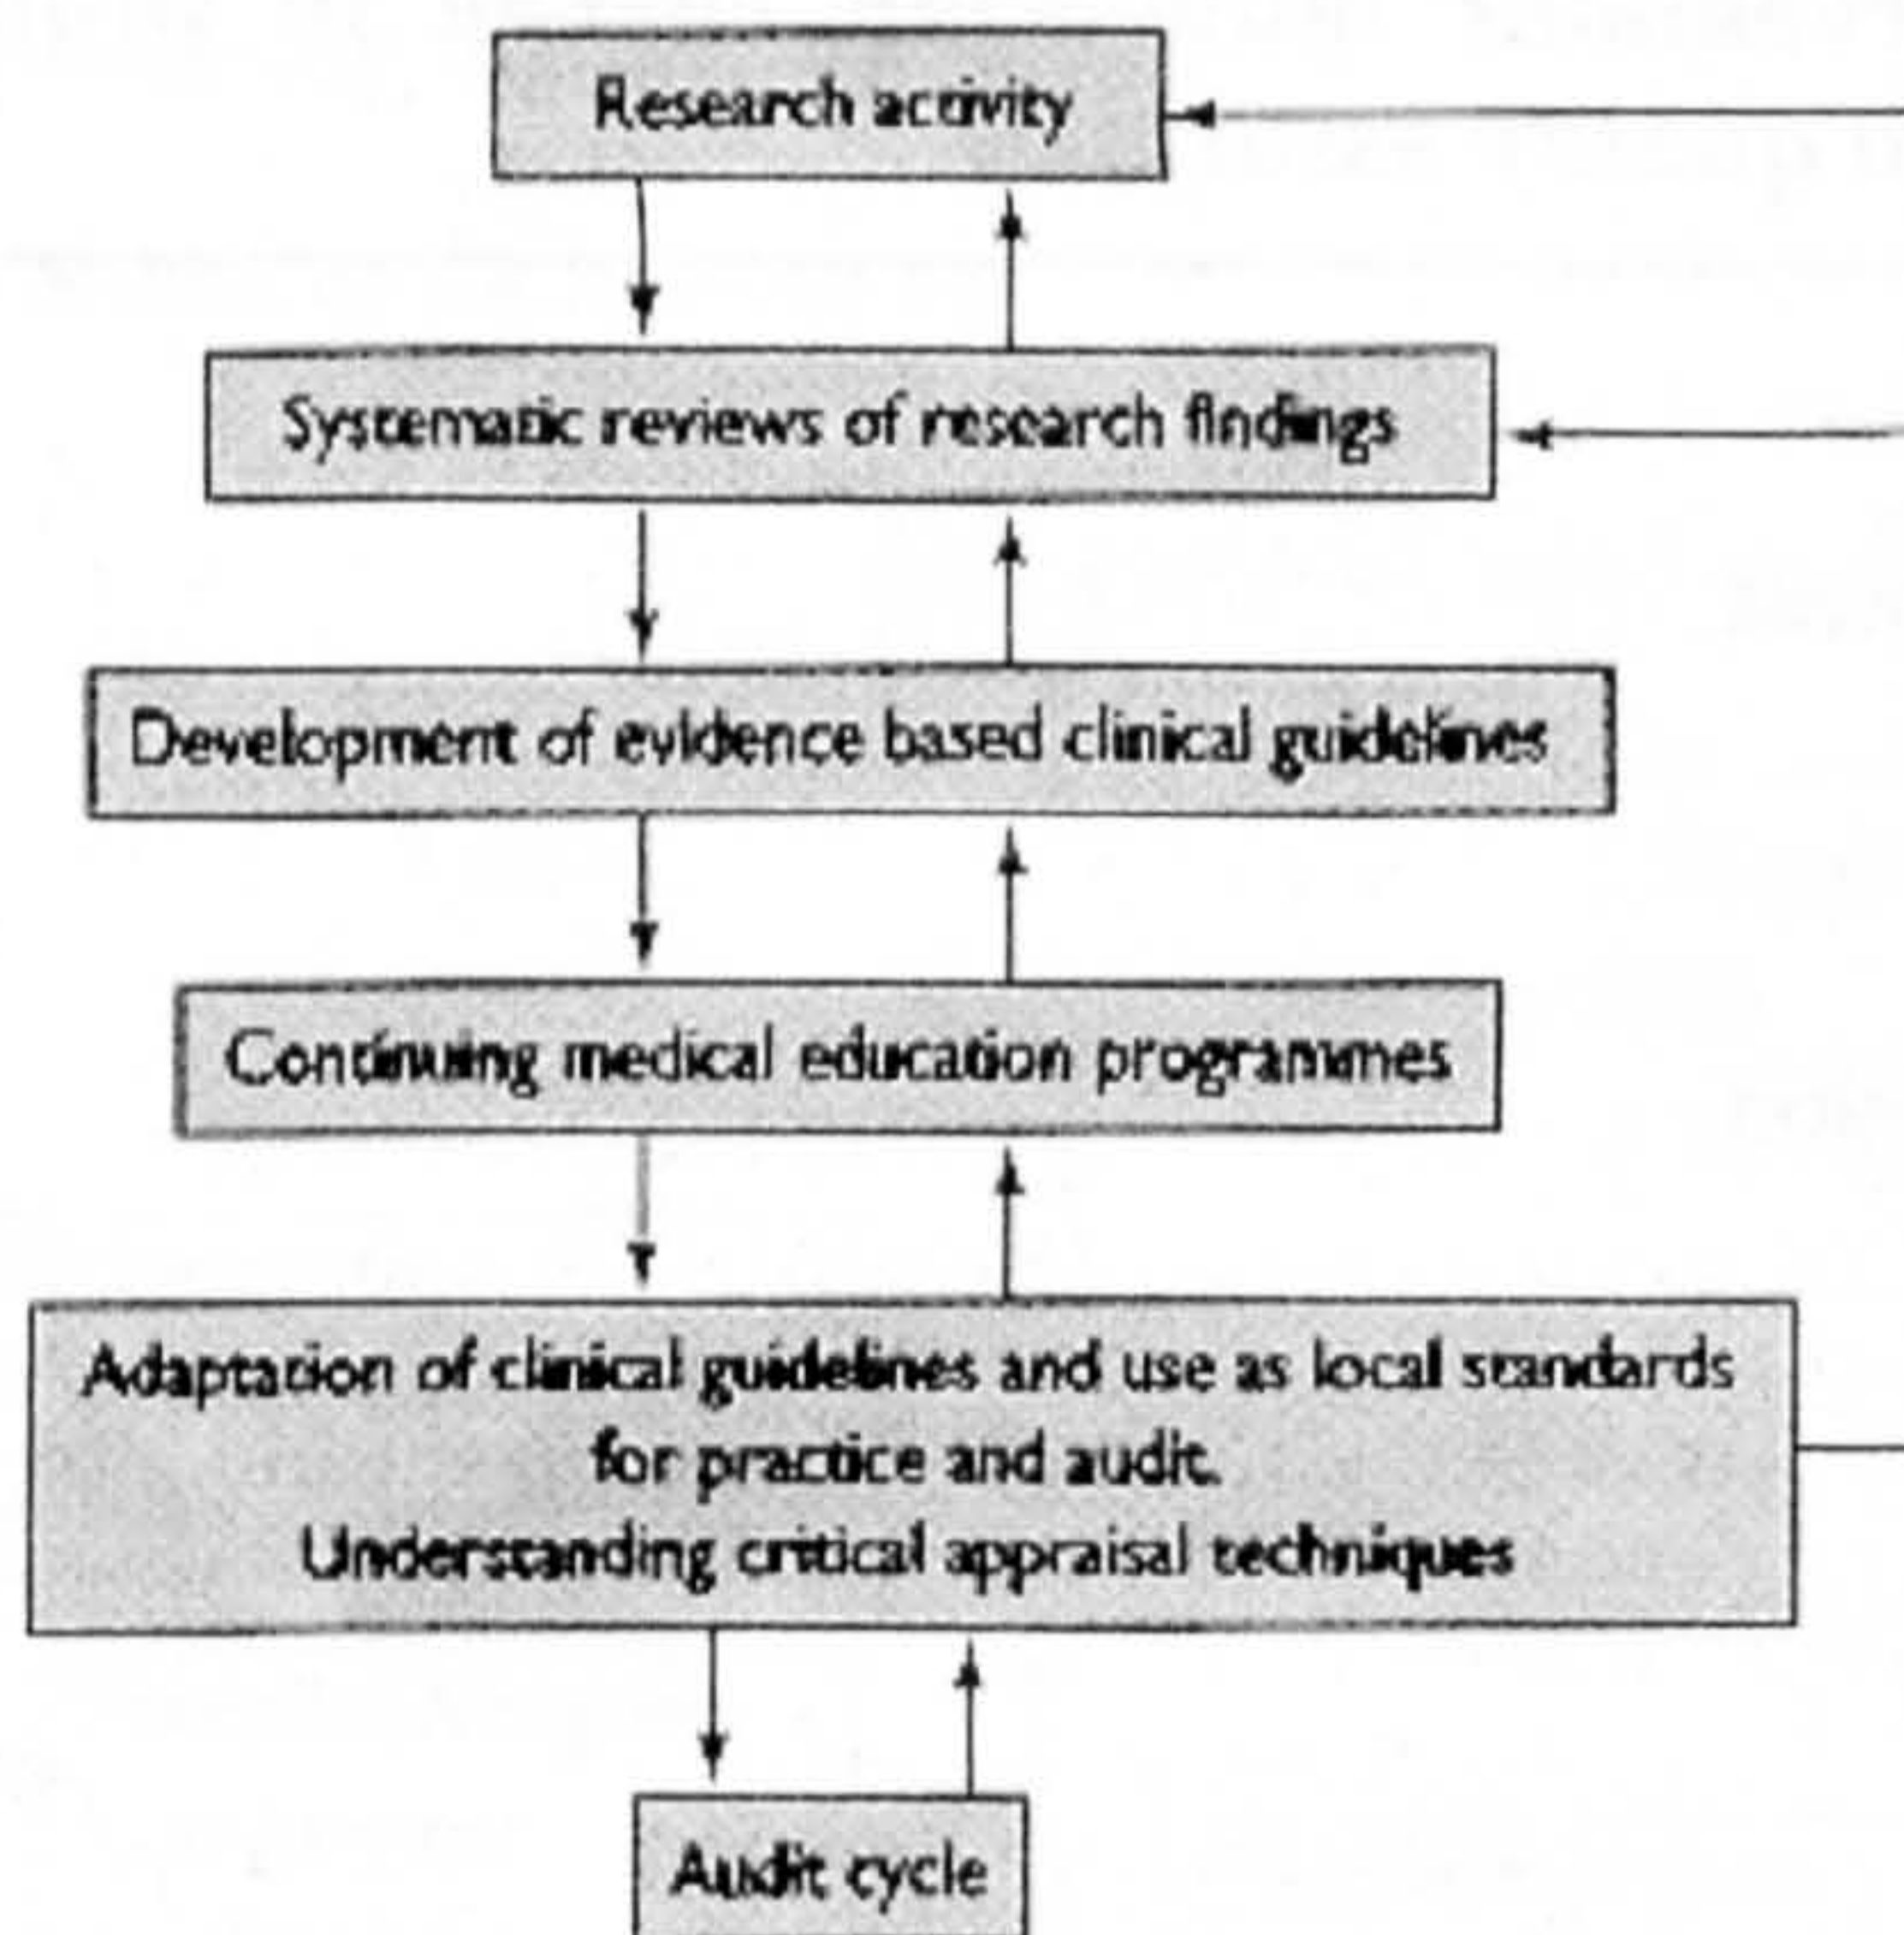 Research activity
Systematic reviews of research findings
Development of evidence based clinical guidelines
Continuing medical education programmes
Adaptation of clinical guidelines and use as local standards
for practice and audit.
Understanding critical appraisal techniques
Audit cycle